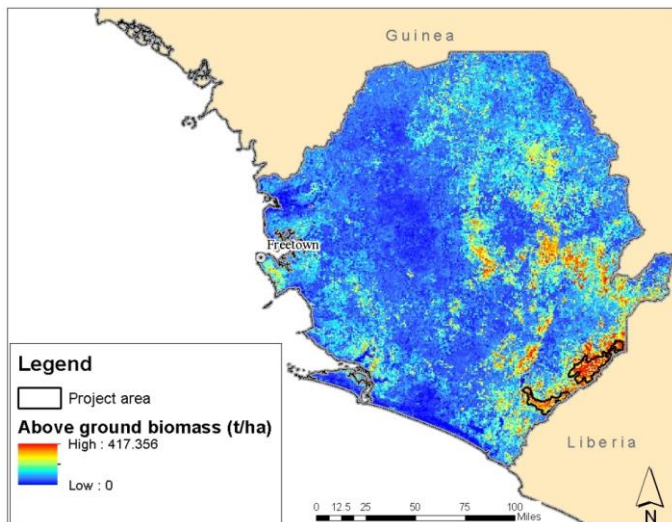 Guinea
Freetown
Liberia
Legend
Project area
Above ground biomass (t/ha)
High : 417.356
Low : 0
0 12.5 25 50 75 100
Miles
N